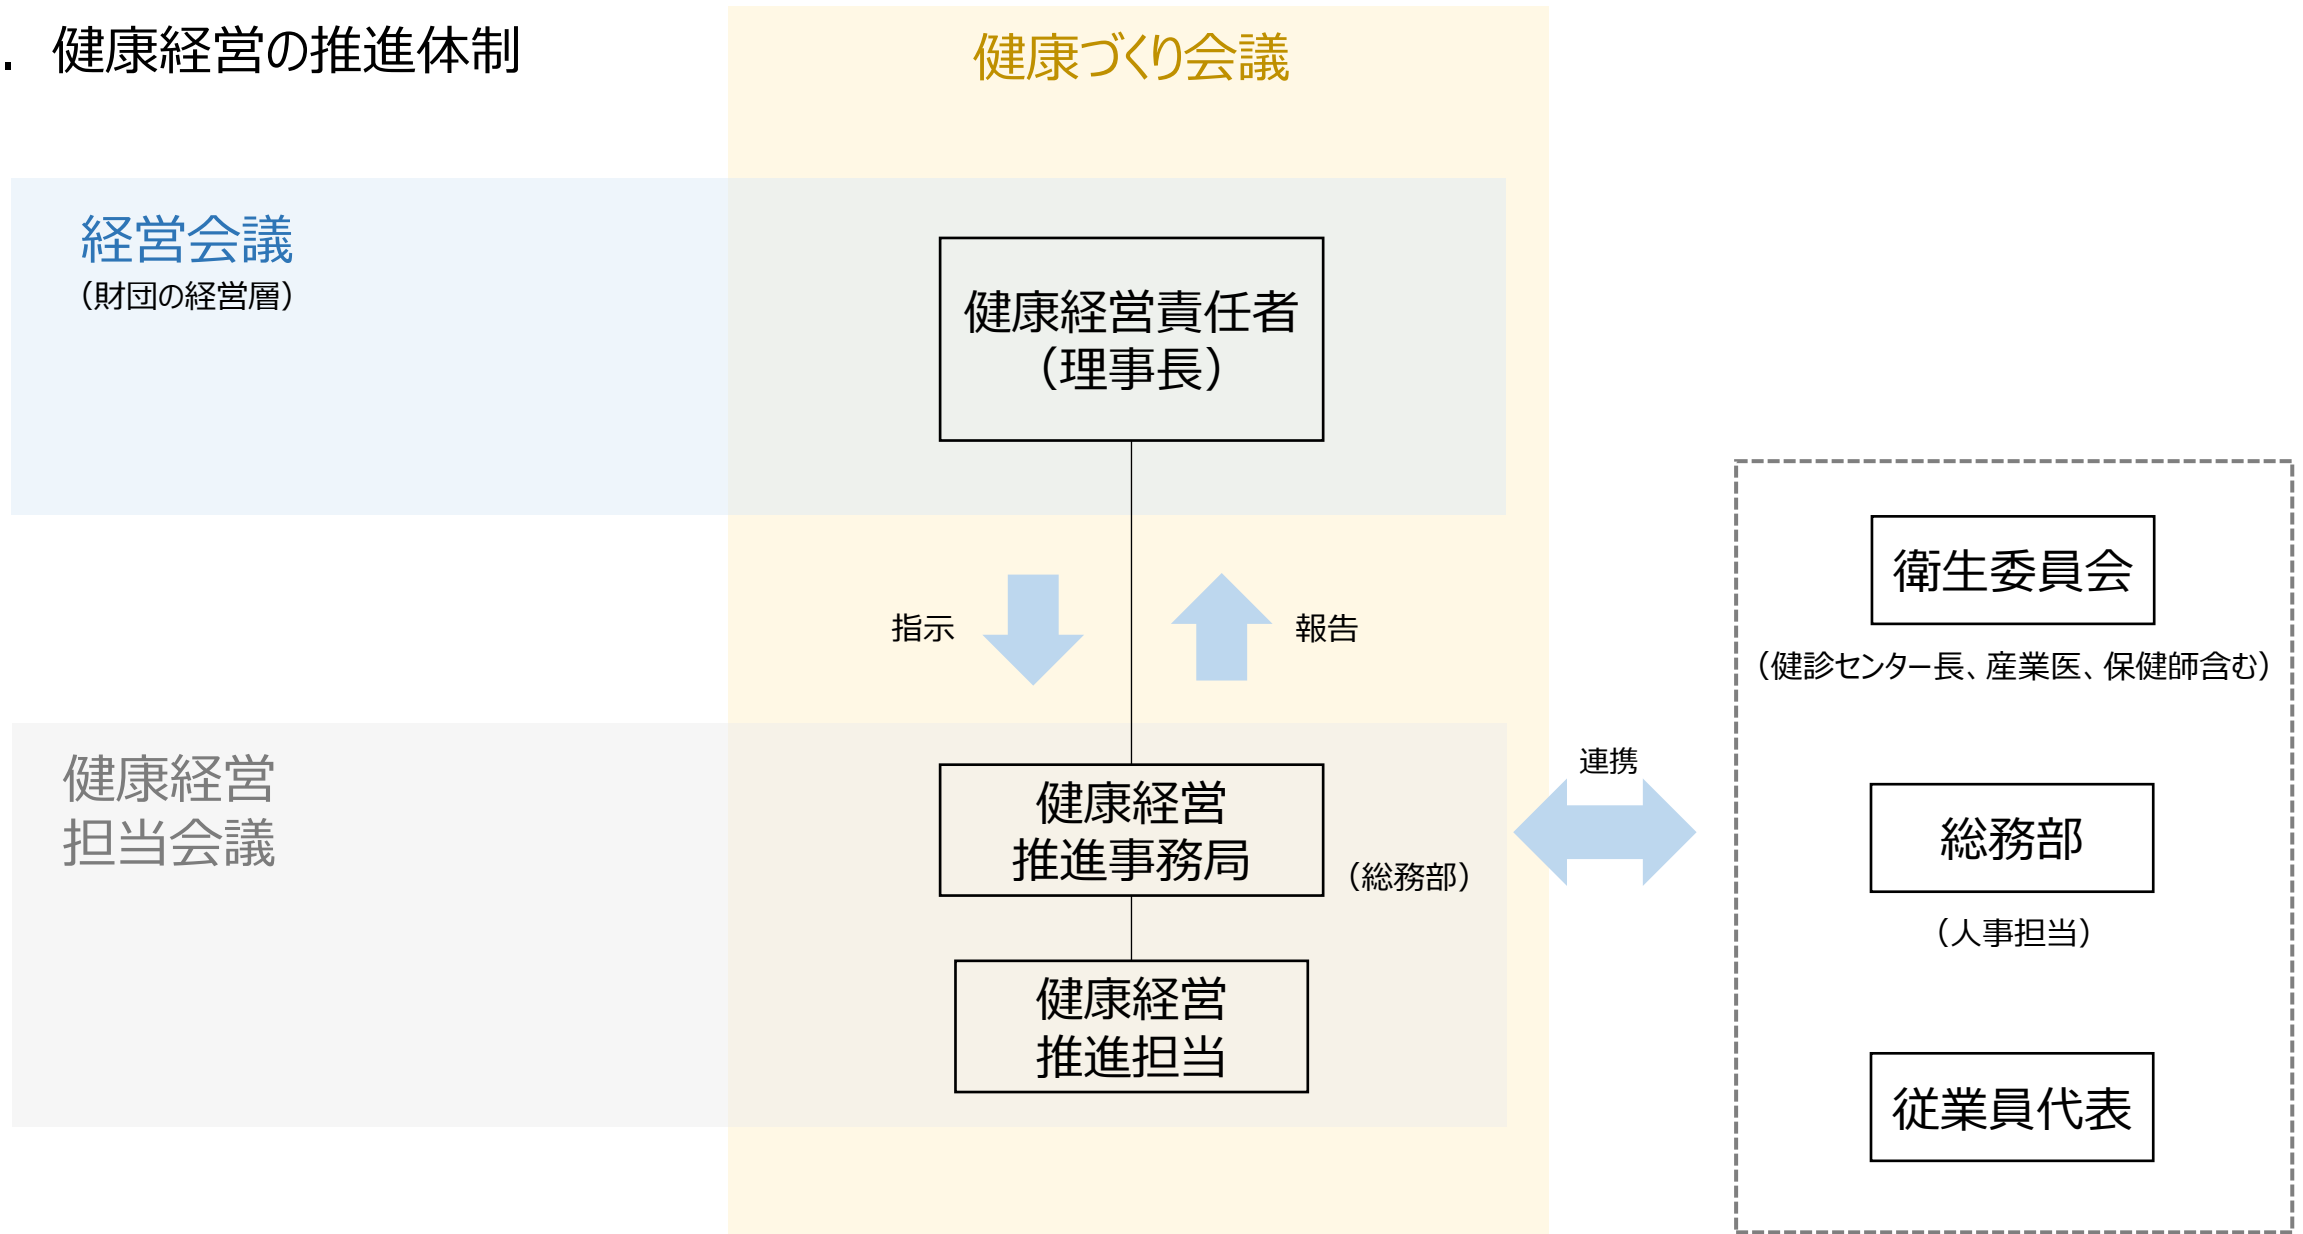 . 健康経営の推進体制
健康づくり会議
経営会議
（財団の経営層）
健康経営責任者
（理事長）
指示
報告
健康経営
担当会議
健康経営
推進事務局
（総務部）
健康経営
推進担当
連携
衛生委員会
（健診センター長、産業医、保健師含む）
総務部
（人事担当）
従業員代表